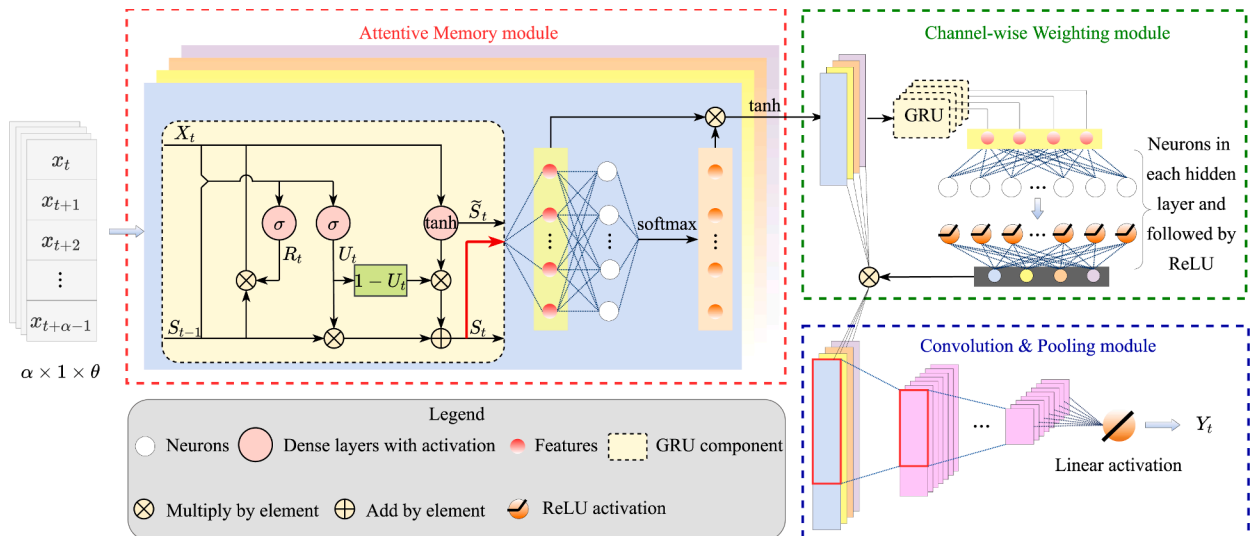 Attentive Memory module
Channel-wise Weighting module
x_t
x_{t+1}
x_{t+2}
⋮
x_{t+α−1}
α × 1 × θ
X_t
σ
σ
tanh
S̃_t
R_t
U_t
1 − U_t
S_{t−1}
S_t
softmax
tanh
GRU
Neurons in
each hidden
layer and
followed by
ReLU
Convolution & Pooling module
Linear activation
Y_t
Legend
Neurons
Dense layers with activation
Features
GRU component
Multiply by element
Add by element
ReLU activation